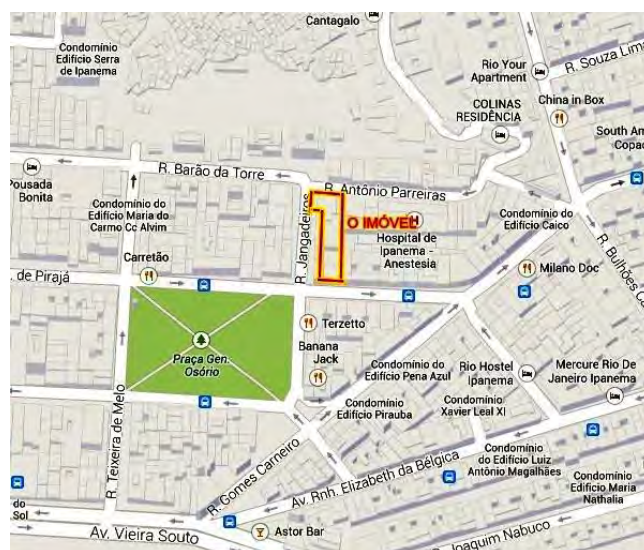 Cantagalo
Condomínio
Edifício Serra
de Ipanema
Rio Your
Apartment
R. Souza Lima
COLINAS
RESIDÊNCIA
China in Box
South Am
Copac
R. Barão da Torre
R. Antônio Parreiras
Pousada
Bonita
Condomínio do
Edifício Maria do
Carmo Cc Alvim
R. Jangadeiros
O IMÓVEL
Hospital de
Ipanema -
Anestesia
Condomínio do
Edifício Caico
R. Bulhões C
Carretão
. de Pirajá
Milano Doc
Terzetto
Praça Gen.
Osório
Banana
Jack
Condomínio do
Edifício Pena Azul
Rio Hostel
Ipanema
Mercure Rio De
Janeiro Ipanema
R. Teixeira de Melo
Condomínio
Edifício Pirauba
Condomínio
Xavier Leal XI
R. Gomes Carneiro
Av. Rnh. Elizabeth da Bélgica
Condomínio
do Edifício Luiz
Antônio Magalhães
Condomínio
Edifício Maria
Nathalia
do
Sol
Av. Vieira Souto
Astor Bar
Joaquim Nabuco